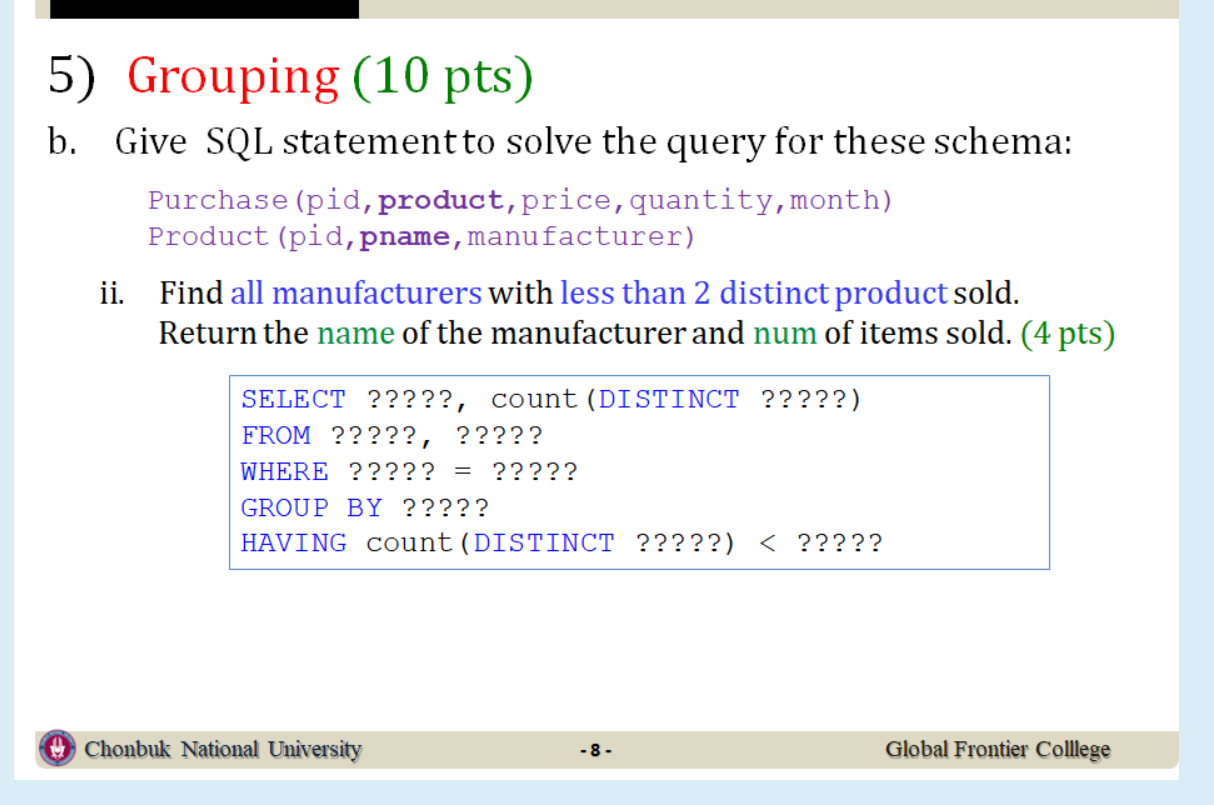 5) Grouping (10 pts)
b. Give SQL statement to solve the query for these schema:
Purchase(pid,product,price,quantity,month)
Product(pid,pname,manufacturer)
ii. Find all manufacturers with less than 2 distinct product sold.
Return the name of the manufacturer and num of items sold. (4 pts)
SELECT ?????, count(DISTINCT ?????)
FROM ?????, ?????
WHERE ????? = ?????
GROUP BY ?????
HAVING count(DISTINCT ?????) < ?????
Chonbuk National University - 8 - Global Frontier Colllege